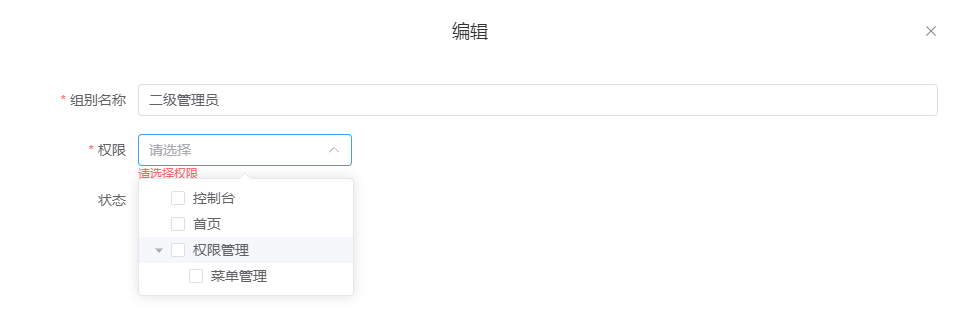 编辑
* 组别名称 二级管理员
* 权限 请选择
请选择权限
状态
控制台
首页
权限管理
菜单管理